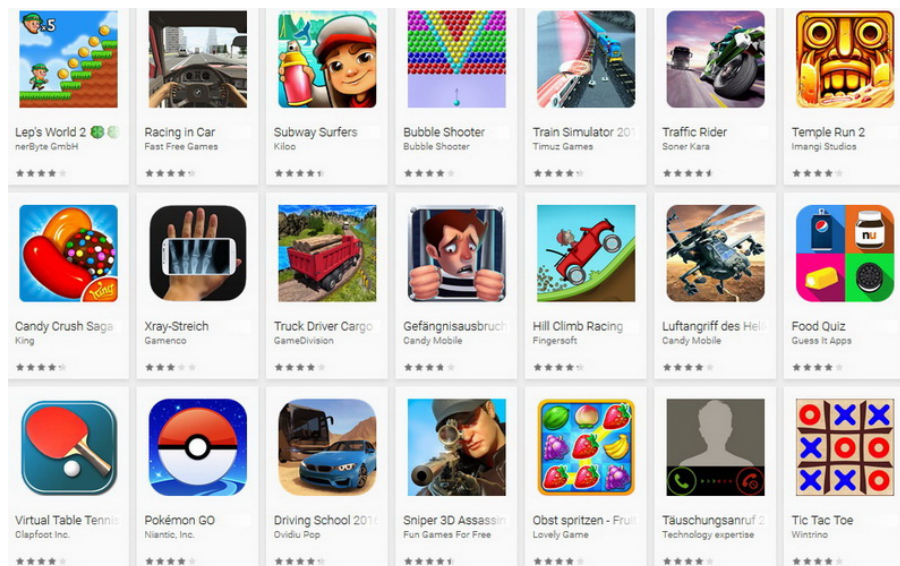 x5
Lep's World 2
nerByte GmbH
Racing in Car
Fast Free Games
Subway Surfers
Kiloo
Bubble Shooter
Bubble Shooter
Train Simulator 201
Timuz Games
Traffic Rider
Soner Kara
Temple Run 2
Imangi Studios
King
nu
Candy Crush Saga
King
Xray-Streich
Gamenco
Truck Driver Cargo
GameDivision
Gefängnisausbruch
Candy Mobile
Hill Climb Racing
Fingersoft
Luftangriff des Heli
Candy Mobile
Food Quiz
Guess It Apps
Virtual Table Tennis
Clapfoot Inc.
Pokémon GO
Niantic, Inc.
Driving School 2016
Ovidiu Pop
Sniper 3D Assassin
Fun Games For Free
Obst spritzen - Fruit
Lovely Game
Täuschungsanruf 2
Technology expertise
Tic Tac Toe
Wintrino